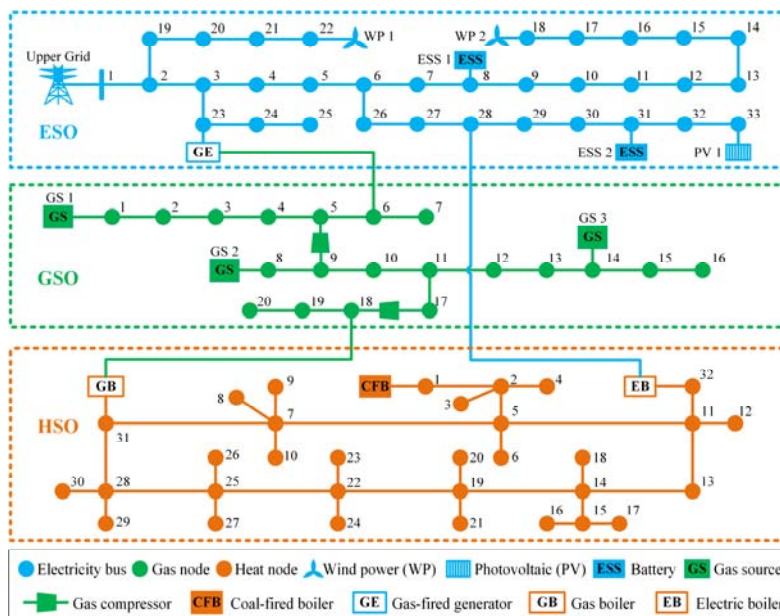 19 20 21 22 WP 1 WP 2 18 17 16 15 14
Upper Grid ESS 1 ESS
1 2 3 4 5 6 7 8 9 10 11 12 13
23 24 25 26 27 28 29 30 31 32 33
ESO
GE ESS 2 ESS PV 1
GS 1 GS 3
GS 1 2 3 4 5 6 7 GS
GS 2
GS 8 9 10 11 12 13 14 15 16
GSO
20 19 18 17
GB 9 CFB 1 2 4 EB 32
8 3
HSO 7 5 11 12
31 10 6
26 23 20 18
30 28 25 22 19 14 13
16 15 17
29 27 24 21
Electricity bus Gas node Heat node Wind power (WP) Photovoltaic (PV) ESS Battery GS Gas source
Gas compressor CFB Coal-fired boiler GE Gas-fired generator GB Gas boiler EB Electric boiler